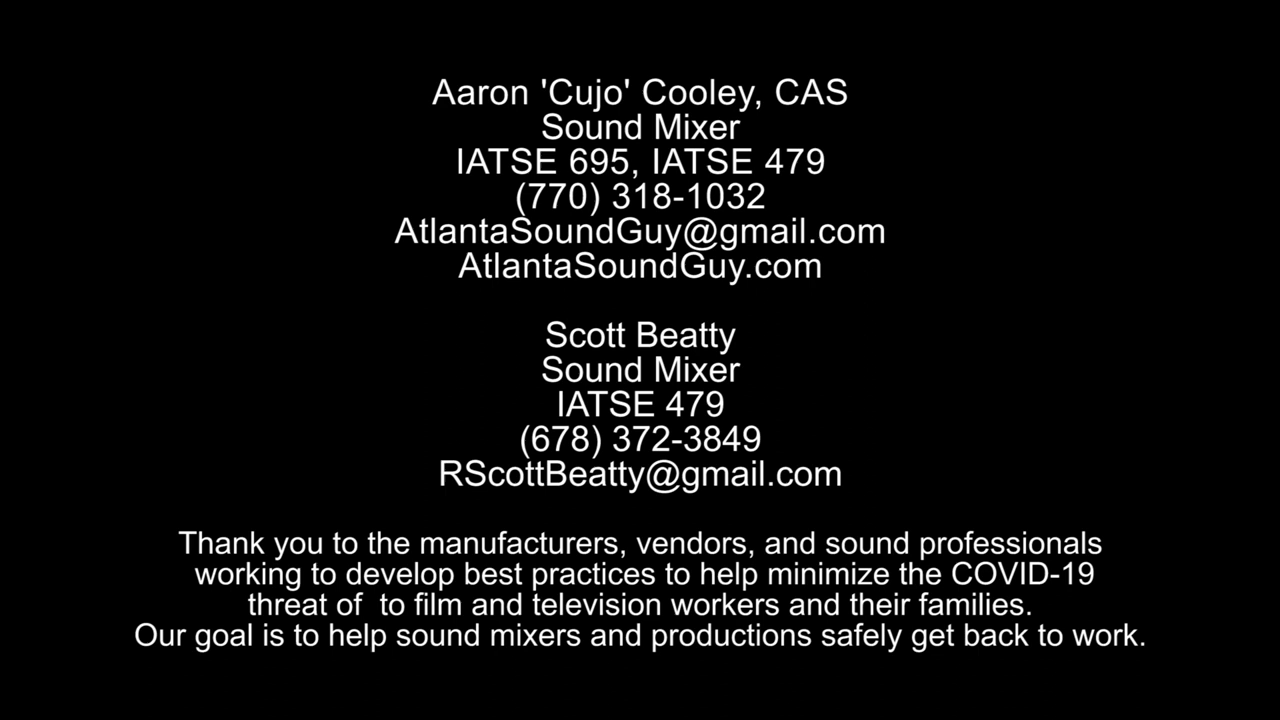 Aaron 'Cujo' Cooley, CAS
Sound Mixer
IATSE 695, IATSE 479
(770) 318-1032
AtlantaSoundGuy@gmail.com
AtlantaSoundGuy.com
Scott Beatty
Sound Mixer
IATSE 479
(678) 372-3849
RScottBeatty@gmail.com
Thank you to the manufacturers, vendors, and sound professionals
working to develop best practices to help minimize the COVID-19
threat of  to film and television workers and their families.
Our goal is to help sound mixers and productions safely get back to work.